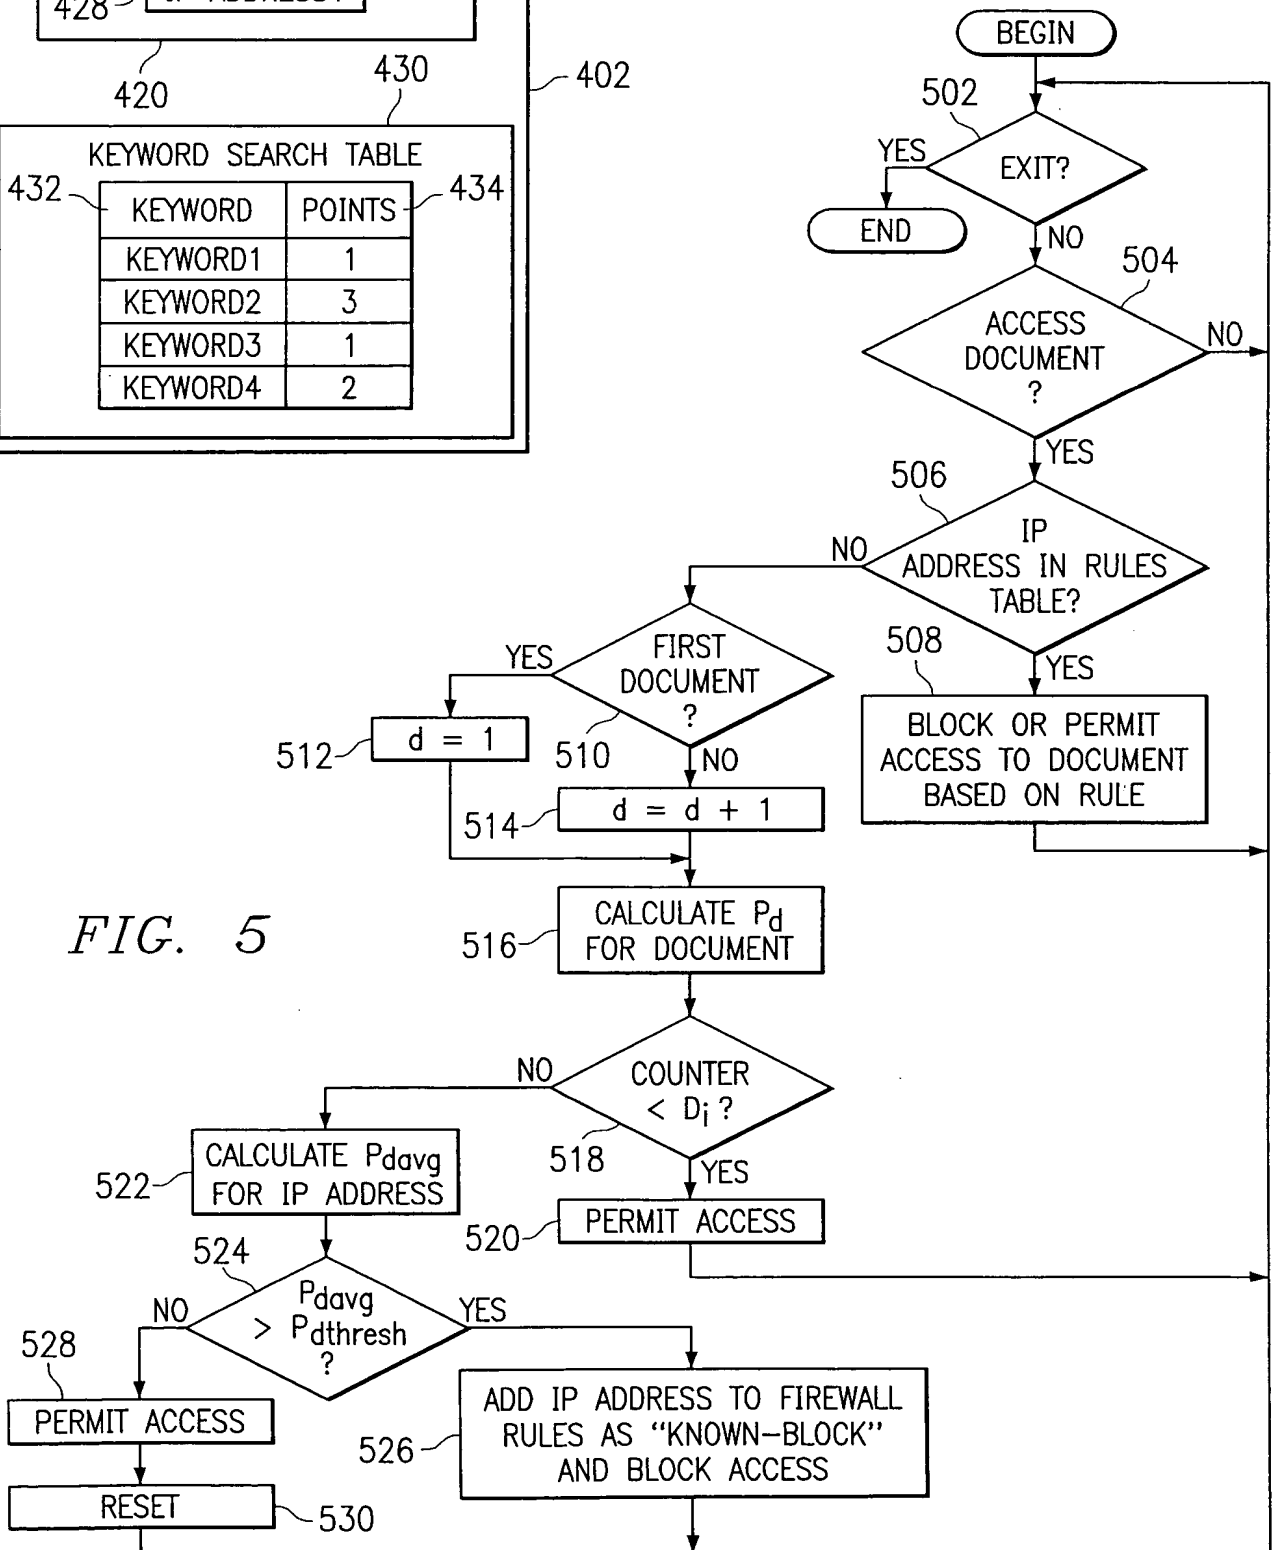 428
420
402
430
KEYWORD SEARCH TABLE
432
434
KEYWORD POINTS
KEYWORD1 1
KEYWORD2 3
KEYWORD3 1
KEYWORD4 2
BEGIN
502
EXIT?
YES
END
NO
504
ACCESS
DOCUMENT
?
NO
YES
506
IP
ADDRESS IN RULES
TABLE?
NO
YES
508
BLOCK OR PERMIT
ACCESS TO DOCUMENT
BASED ON RULE
FIRST
DOCUMENT
?
YES
510
NO
512
d = 1
514
d = d + 1
FIG. 5
516
CALCULATE Pd
FOR DOCUMENT
COUNTER
< Di ?
NO
518
YES
520
PERMIT ACCESS
522
CALCULATE Pdavg
FOR IP ADDRESS
524
Pdavg
> Pdthresh
?
NO
YES
528
PERMIT ACCESS
526
ADD IP ADDRESS TO FIREWALL
RULES AS “KNOWN-BLOCK”
AND BLOCK ACCESS
RESET
530